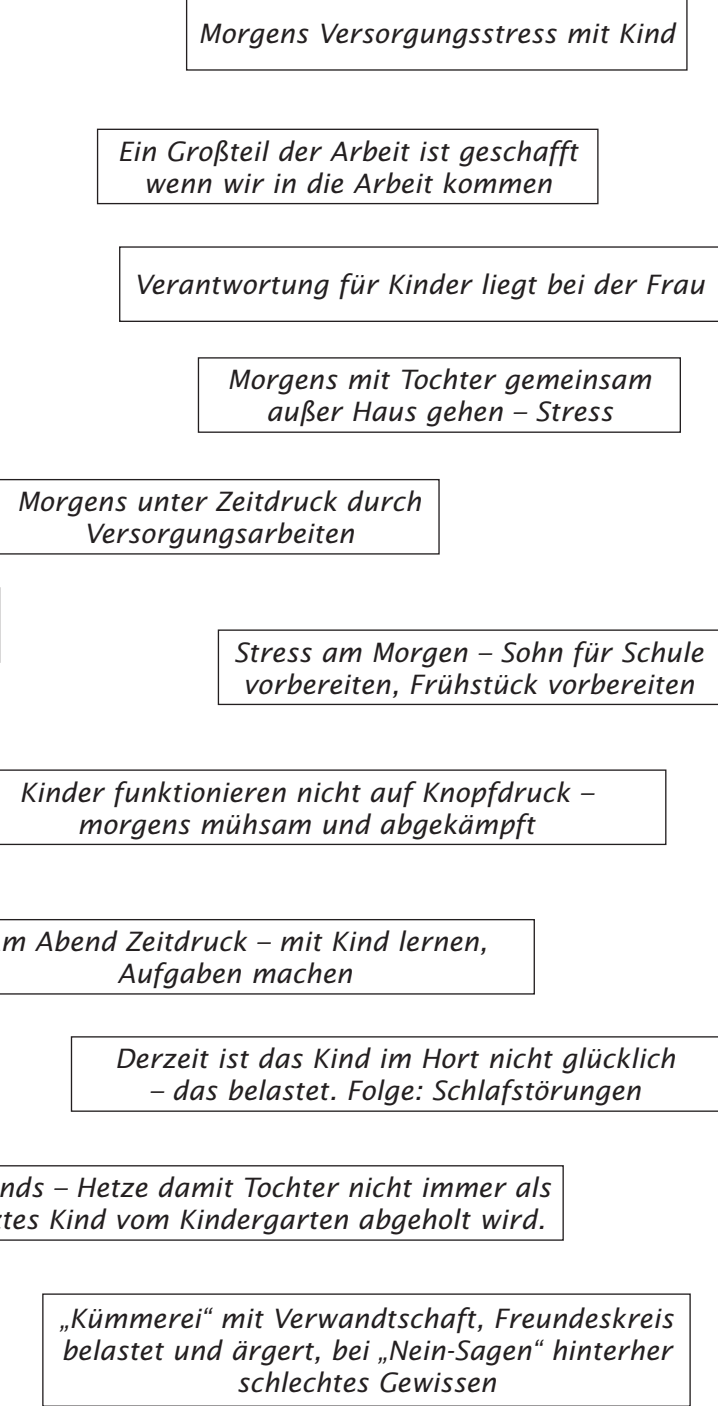 Morgens Versorgungsstress mit Kind
Ein Großteil der Arbeit ist geschafft
wenn wir in die Arbeit kommen
Verantwortung für Kinder liegt bei der Frau
Morgens mit Tochter gemeinsam
außer Haus gehen – Stress
Morgens unter Zeitdruck durch
Versorgungsarbeiten
Stress am Morgen – Sohn für Schule
vorbereiten, Frühstück vorbereiten
Kinder funktionieren nicht auf Knopfdruck –
morgens mühsam und abgekämpft
m Abend Zeitdruck – mit Kind lernen,
Aufgaben machen
Derzeit ist das Kind im Hort nicht glücklich
– das belastet. Folge: Schlafstörungen
nds – Hetze damit Tochter nicht immer als
tes Kind vom Kindergarten abgeholt wird.
„Kümmerei“ mit Verwandtschaft, Freundeskreis
belastet und ärgert, bei „Nein-Sagen“ hinterher
schlechtes Gewissen